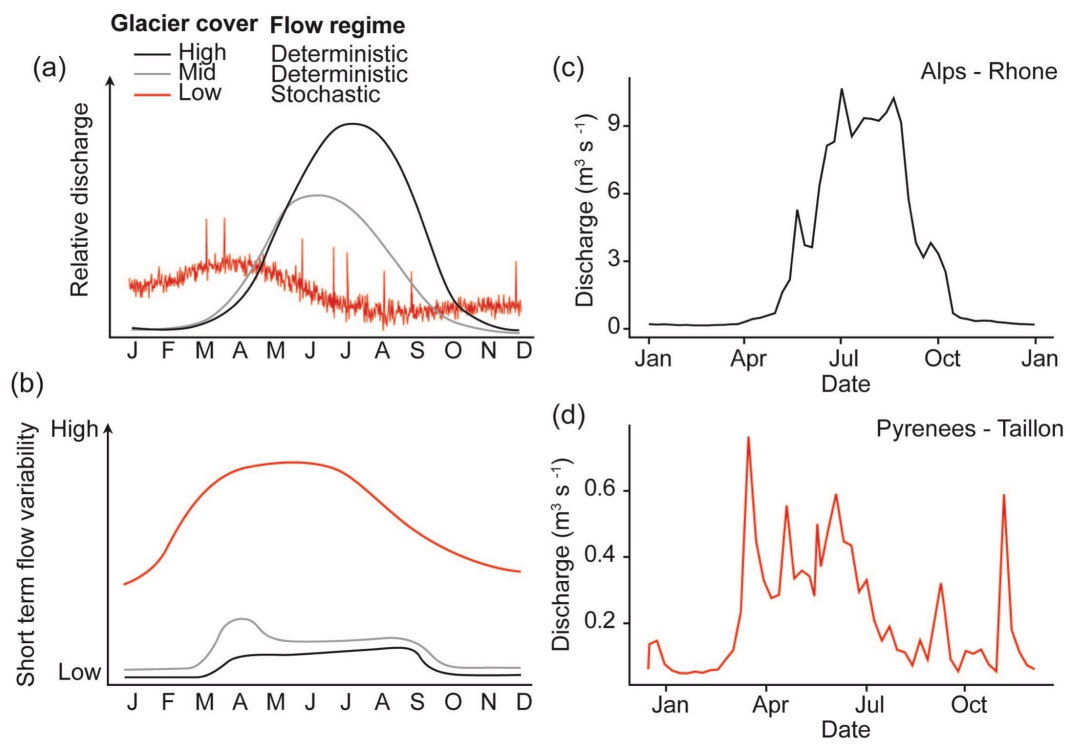 Glacier cover Flow regime
High Deterministic
Mid Deterministic
Low Stochastic
(a)
Relative discharge
J F M A M J J A S O N D
(b)
High
Short term flow variability
Low
J F M A M J J A S O N D
(c)
Alps - Rhone
Discharge (m³ s ⁻¹)
9
6
3
0
Jan Apr Jul Oct Jan
Date
(d)
Pyrenees - Taillon
Discharge (m³ s ⁻¹)
0.6
0.4
0.2
Jan Apr Jul Oct
Date